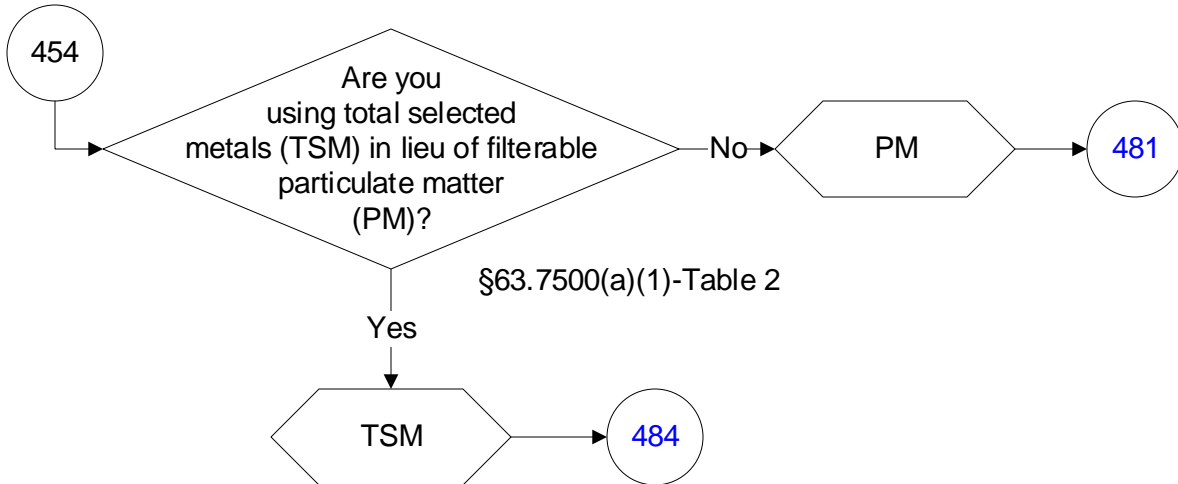 454
Are you
using total selected
metals (TSM) in lieu of filterable
particulate matter
(PM)?
No
PM
481
§63.7500(a)(1)-Table 2
Yes
TSM
484